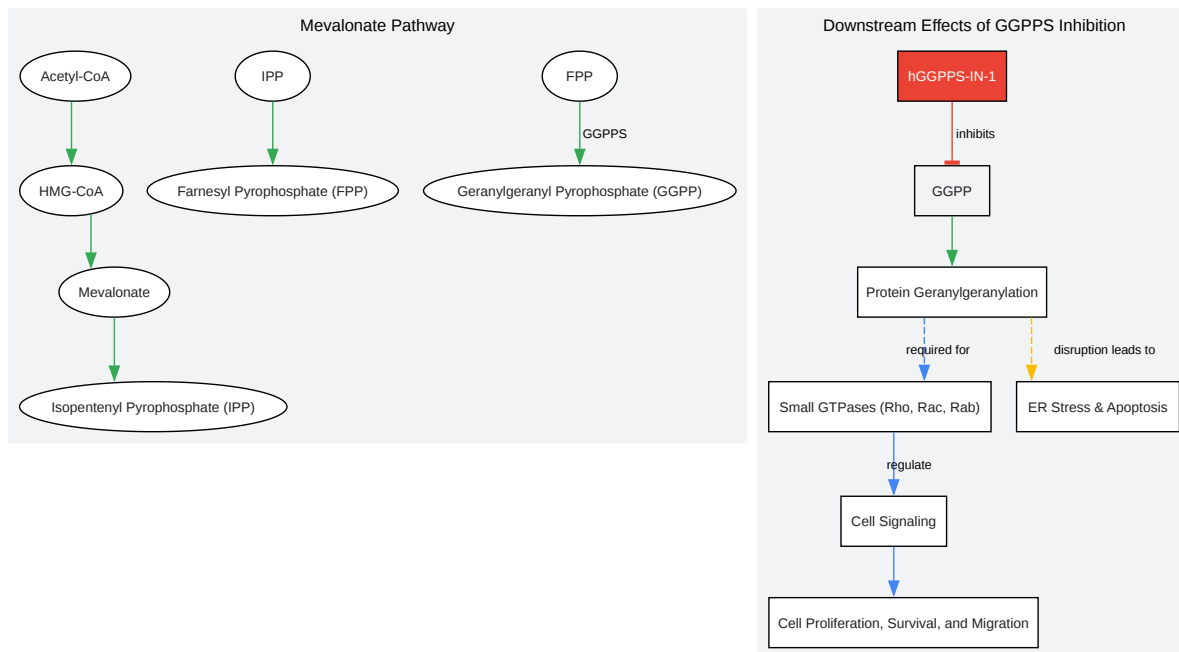 Mevalonate Pathway
Acetyl-CoA
IPP
FPP
GGPPS
HMG-CoA
Farnesyl Pyrophosphate (FPP)
Geranylgeranyl Pyrophosphate (GGPP)
Mevalonate
Isopentenyl Pyrophosphate (IPP)
Downstream Effects of GGPPS Inhibition
hGGPPS-IN-1
inhibits
GGPP
Protein Geranylgeranylation
required for
disruption leads to
Small GTPases (Rho, Rac, Rab)
ER Stress & Apoptosis
regulate
Cell Signaling
Cell Proliferation, Survival, and Migration